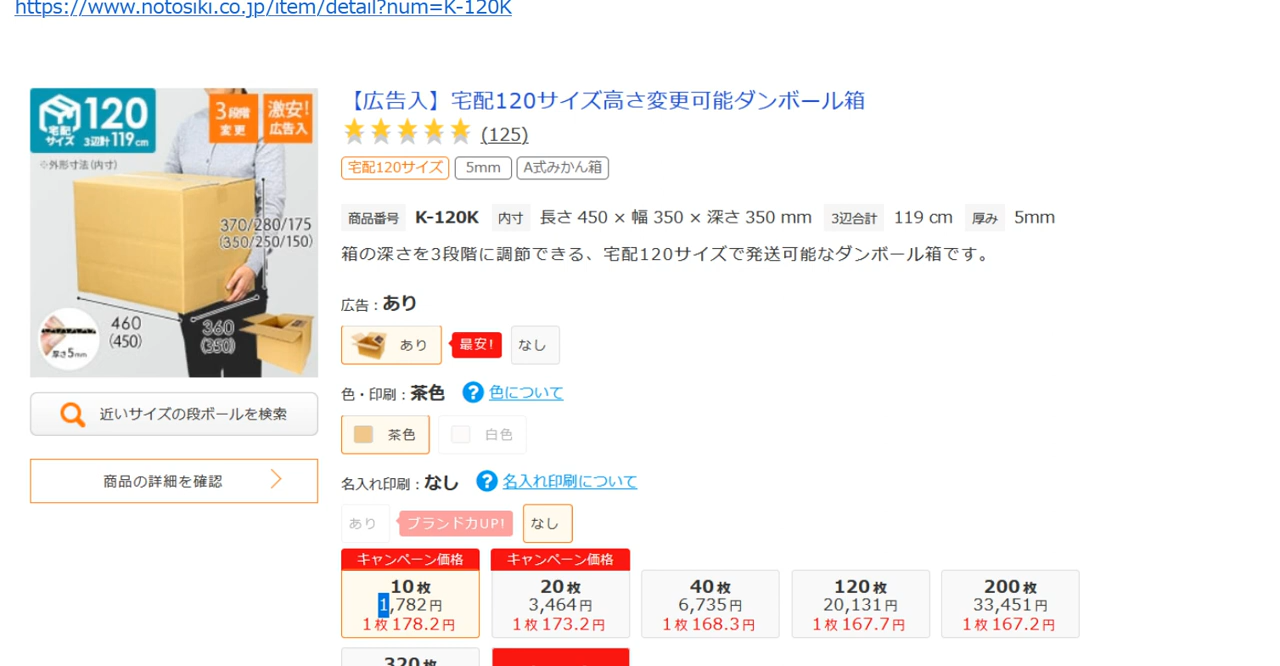 https://www.notosiki.co.jp/item/detail?num=K-120K
120
宅配
サイズ 3辺計119cm
3段階
変更
激安!
広告入
※外形寸法(内寸)
370/280/175
(350/250/150)
460
(450)
360
(350)
厚さ5mm
近いサイズの段ボールを検索
商品の詳細を確認
【広告入】宅配120サイズ高さ変更可能ダンボール箱
(125)
宅配120サイズ 5mm A式みかん箱
商品番号 K-120K 内寸 長さ 450 × 幅 350 × 深さ 350 mm 3辺合計 119 cm 厚み 5mm
箱の深さを3段階に調節できる、宅配120サイズで発送可能なダンボール箱です。
広告 : あり
あり 最安! なし
色・印刷 : 茶色 ? 色について
茶色 白色
名入れ印刷 : なし ? 名入れ印刷について
あり ブランド力UP! なし
キャンペーン価格 キャンペーン価格
10枚 20枚 40枚 120枚 200枚
1,782円 3,464円 6,735円 20,131円 33,451円
1枚 178.2円 1枚 173.2円 1枚 168.3円 1枚 167.7円 1枚 167.2円
320枚